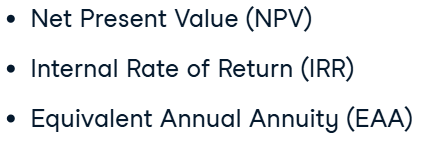 • Net Present Value (NPV)
• Internal Rate of Return (IRR)
• Equivalent Annual Annuity (EAA)